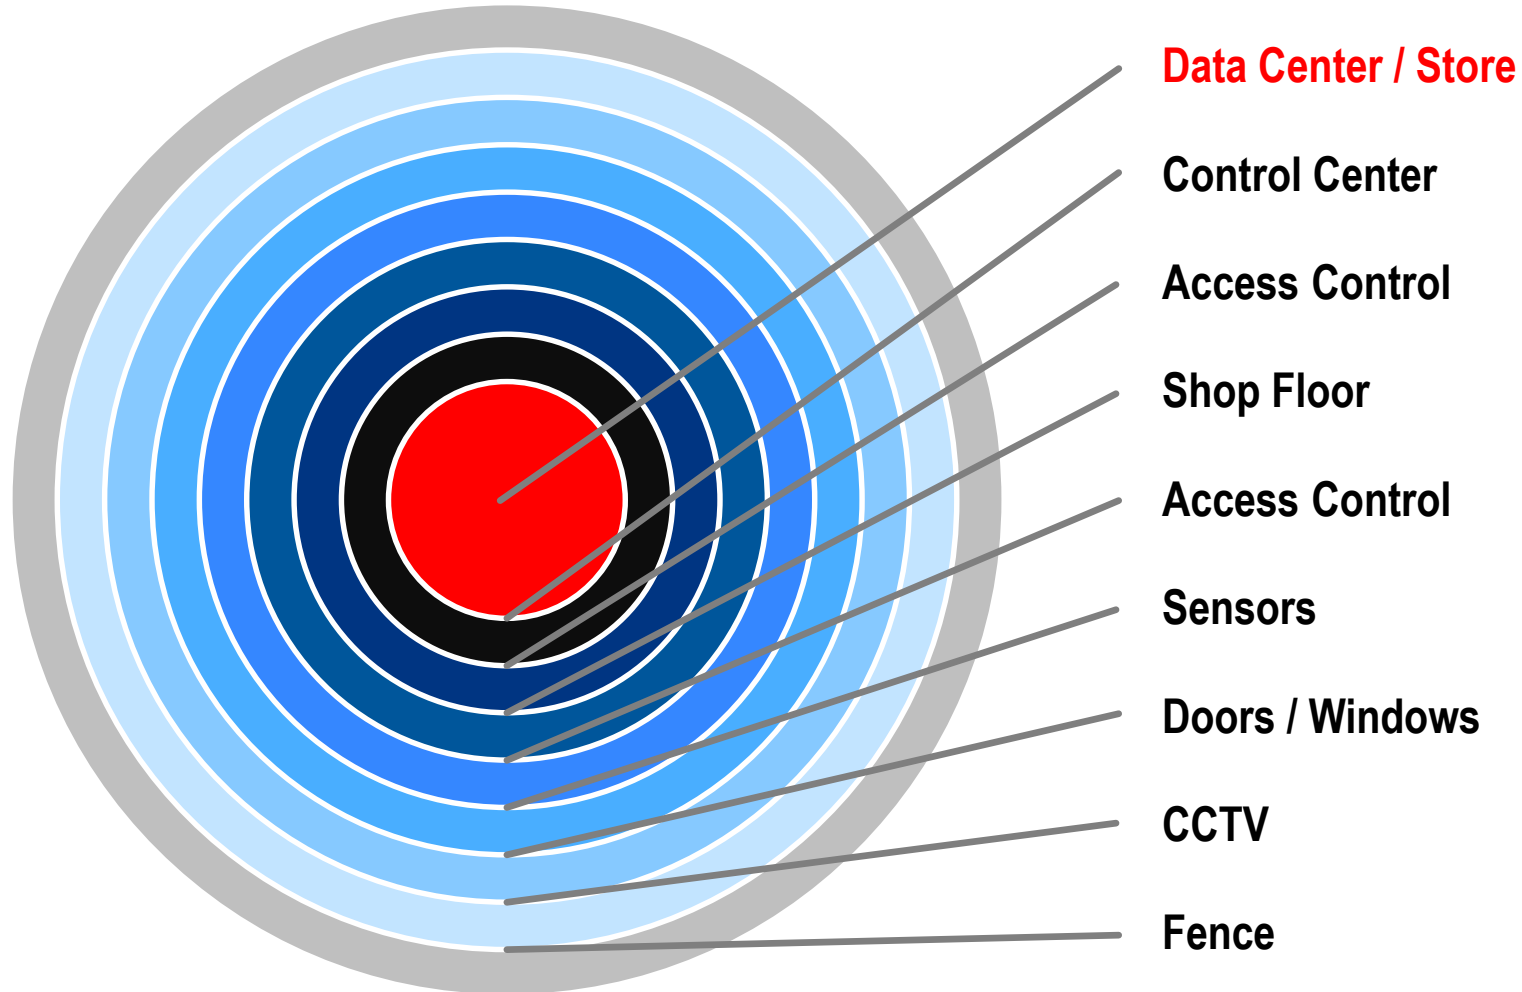 Data Center / Store
Control Center
Access Control
Shop Floor
Access Control
Sensors
Doors / Windows
CCTV
Fence